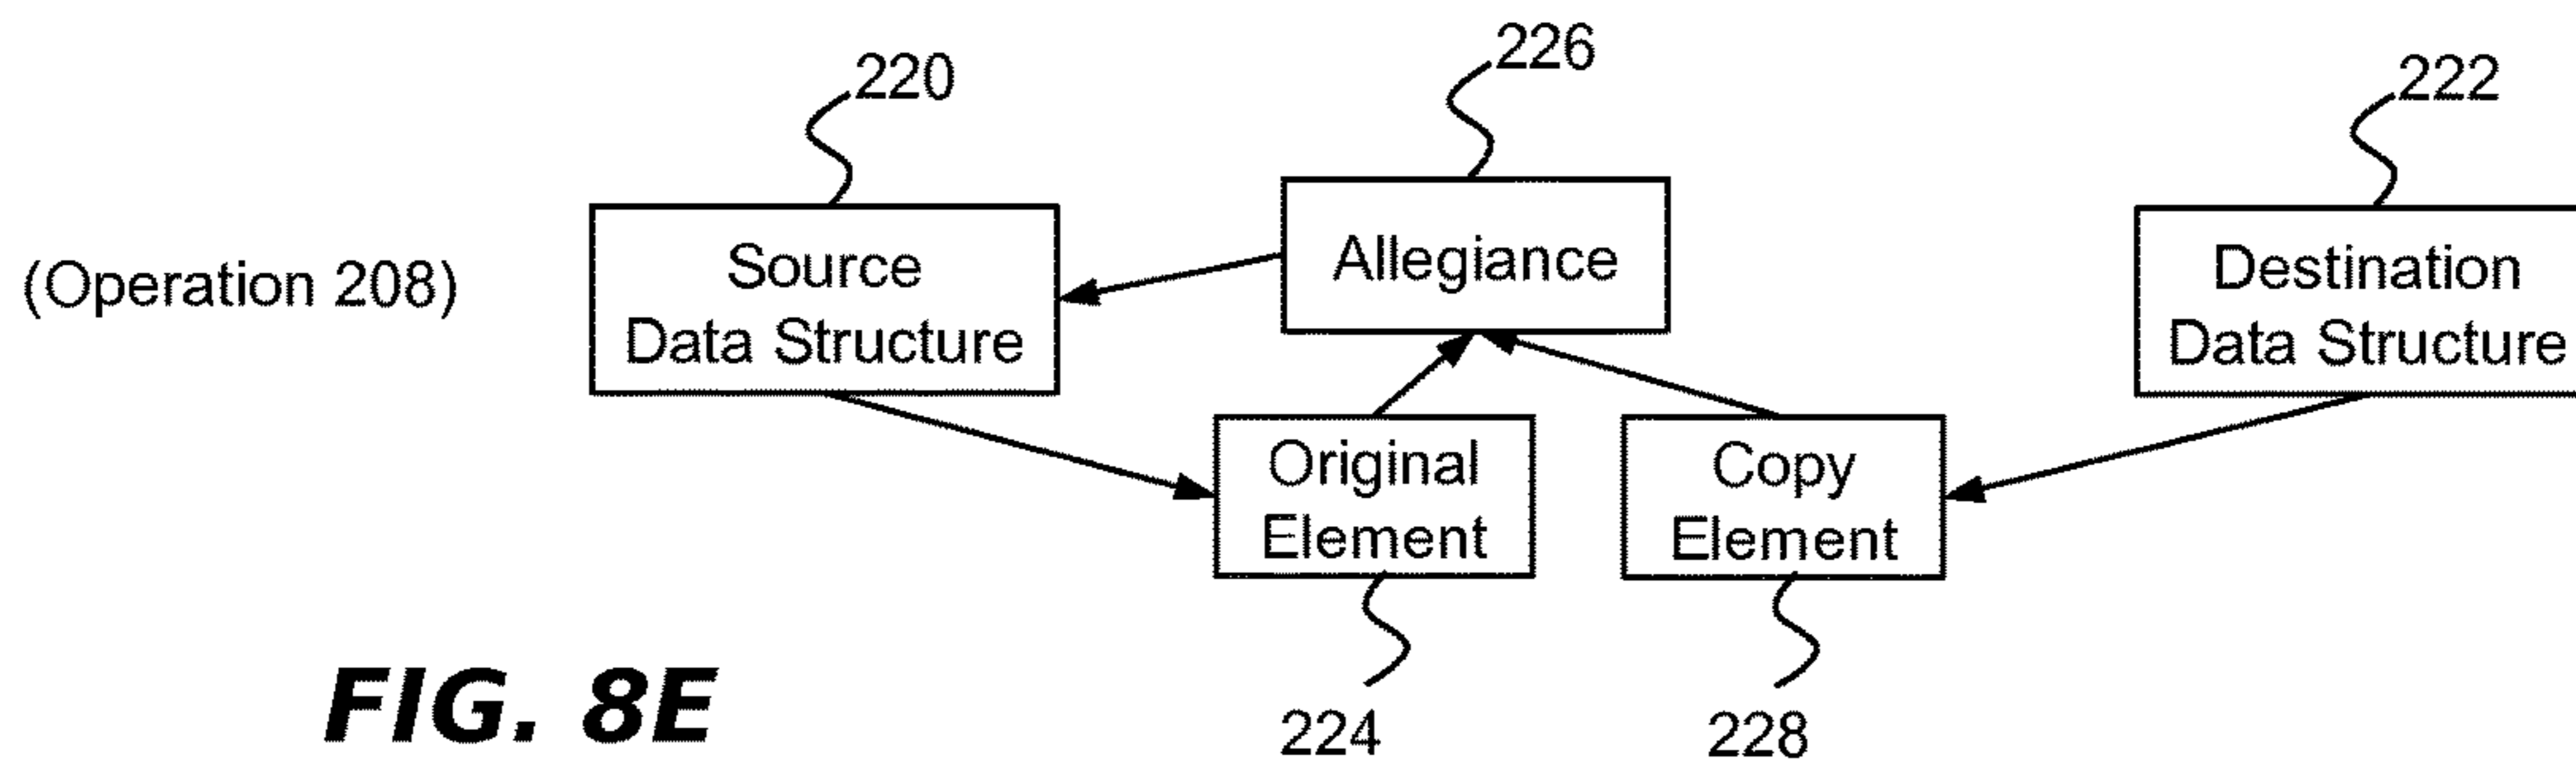 220
226
222
(Operation 208)
Source
Data Structure
Allegiance
Destination
Data Structure
Original
Element
Copy
Element
224
228
FIG. 8E